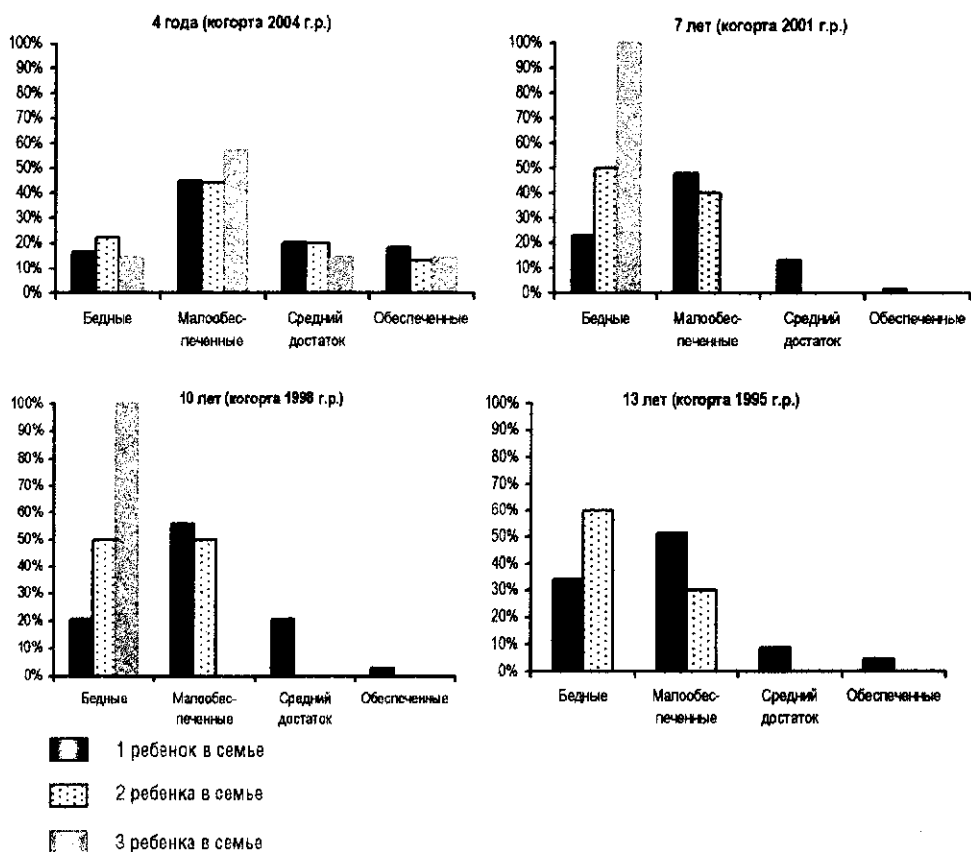 4 года (когорта 2004 г.р.)
100%
90%
80%
70%
60%
50%
40%
30%
20%
10%
0%
Бедные
Малообес-
печенные
Средний
достаток
Обеспеченные
7 лет (когорта 2001 г.р.)
100%
90%
80%
70%
60%
50%
40%
30%
20%
10%
0%
Бедные
Малообес-
печенные
Средний
достаток
Обеспеченные
10 лет (когорта 1998 г.р.)
100%
90%
80%
70%
60%
50%
40%
30%
20%
10%
0%
Бедные
Малообес-
печенные
Средний
достаток
Обеспеченные
13 лет (когорта 1995 г.р.)
100%
90%
80%
70%
60%
50%
40%
30%
20%
10%
0%
Бедные
Малообес-
печенные
Средний
достаток
Обеспеченные
1 ребенок в семье
2 ребенка в семье
3 ребенка в семье